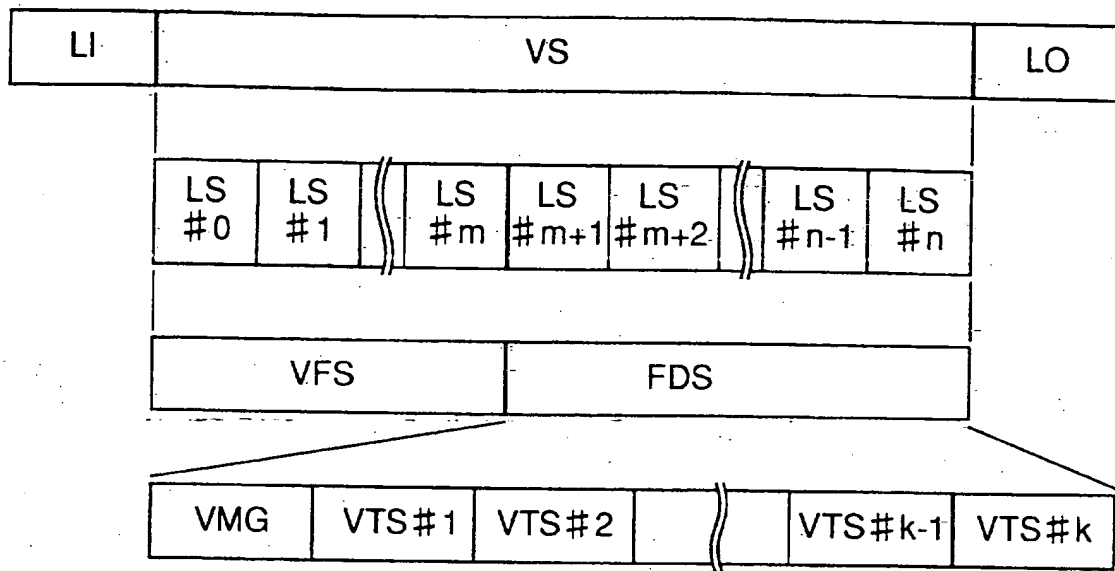 LI VS LO
LS LS LS LS LS LS LS
#0 #1 #m #m+1 #m+2 #n-1 #n
VFS FDS
VMG VTS#1 VTS#2 VTS#k-1 VTS#k